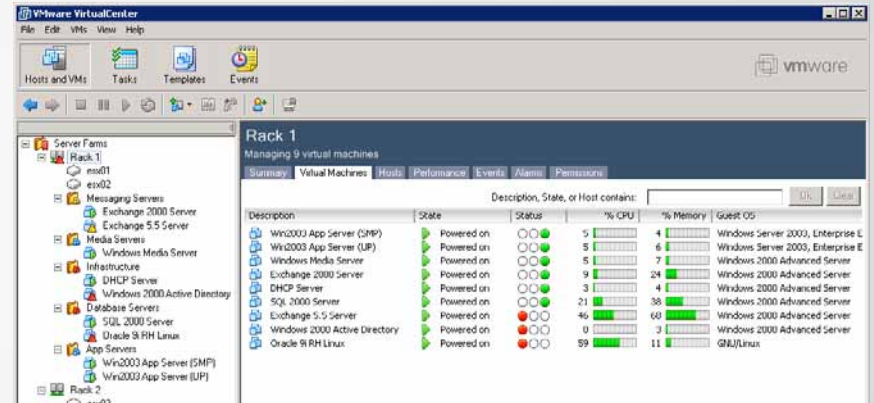 VMware VirtualCenter
File Edit VMs View Help
Hosts and VMs Tasks Templates Events
vmware
Server Farms
Rack 1
esx01
esx02
Messaging Servers
Exchange 2000 Server
Exchange 5.5 Server
Media Servers
Windows Media Server
Infrastructure
DHCP Server
Windows 2000 Active Directory
Database Servers
SQL 2000 Server
Oracle 9i RH Linux
App Servers
Win2003 App Server (SMP)
Win2003 App Server (UP)
Rack 2
Rack 1
Managing 9 virtual machines
Summary Virtual Machines Hosts Performance Events Alarms Permissions
Description, State, or Host contains: Ok Clear
Description State Status % CPU % Memory Guest OS
Win2003 App Server (SMP) Powered on 5 4 Windows Server 2003, Enterprise E
Win2003 App Server (UP) Powered on 5 6 Windows Server 2003, Enterprise E
Windows Media Server Powered on 5 7 Windows 2000 Advanced Server
Exchange 2000 Server Powered on 9 24 Windows 2000 Advanced Server
DHCP Server Powered on 3 4 Windows 2000 Advanced Server
SQL 2000 Server Powered on 21 38 Windows 2000 Advanced Server
Exchange 5.5 Server Powered on 46 60 Windows 2000 Advanced Server
Windows 2000 Active Directory Powered on 0 3 Windows 2000 Advanced Server
Oracle 9i RH Linux Powered on 59 11 GNU/Linux